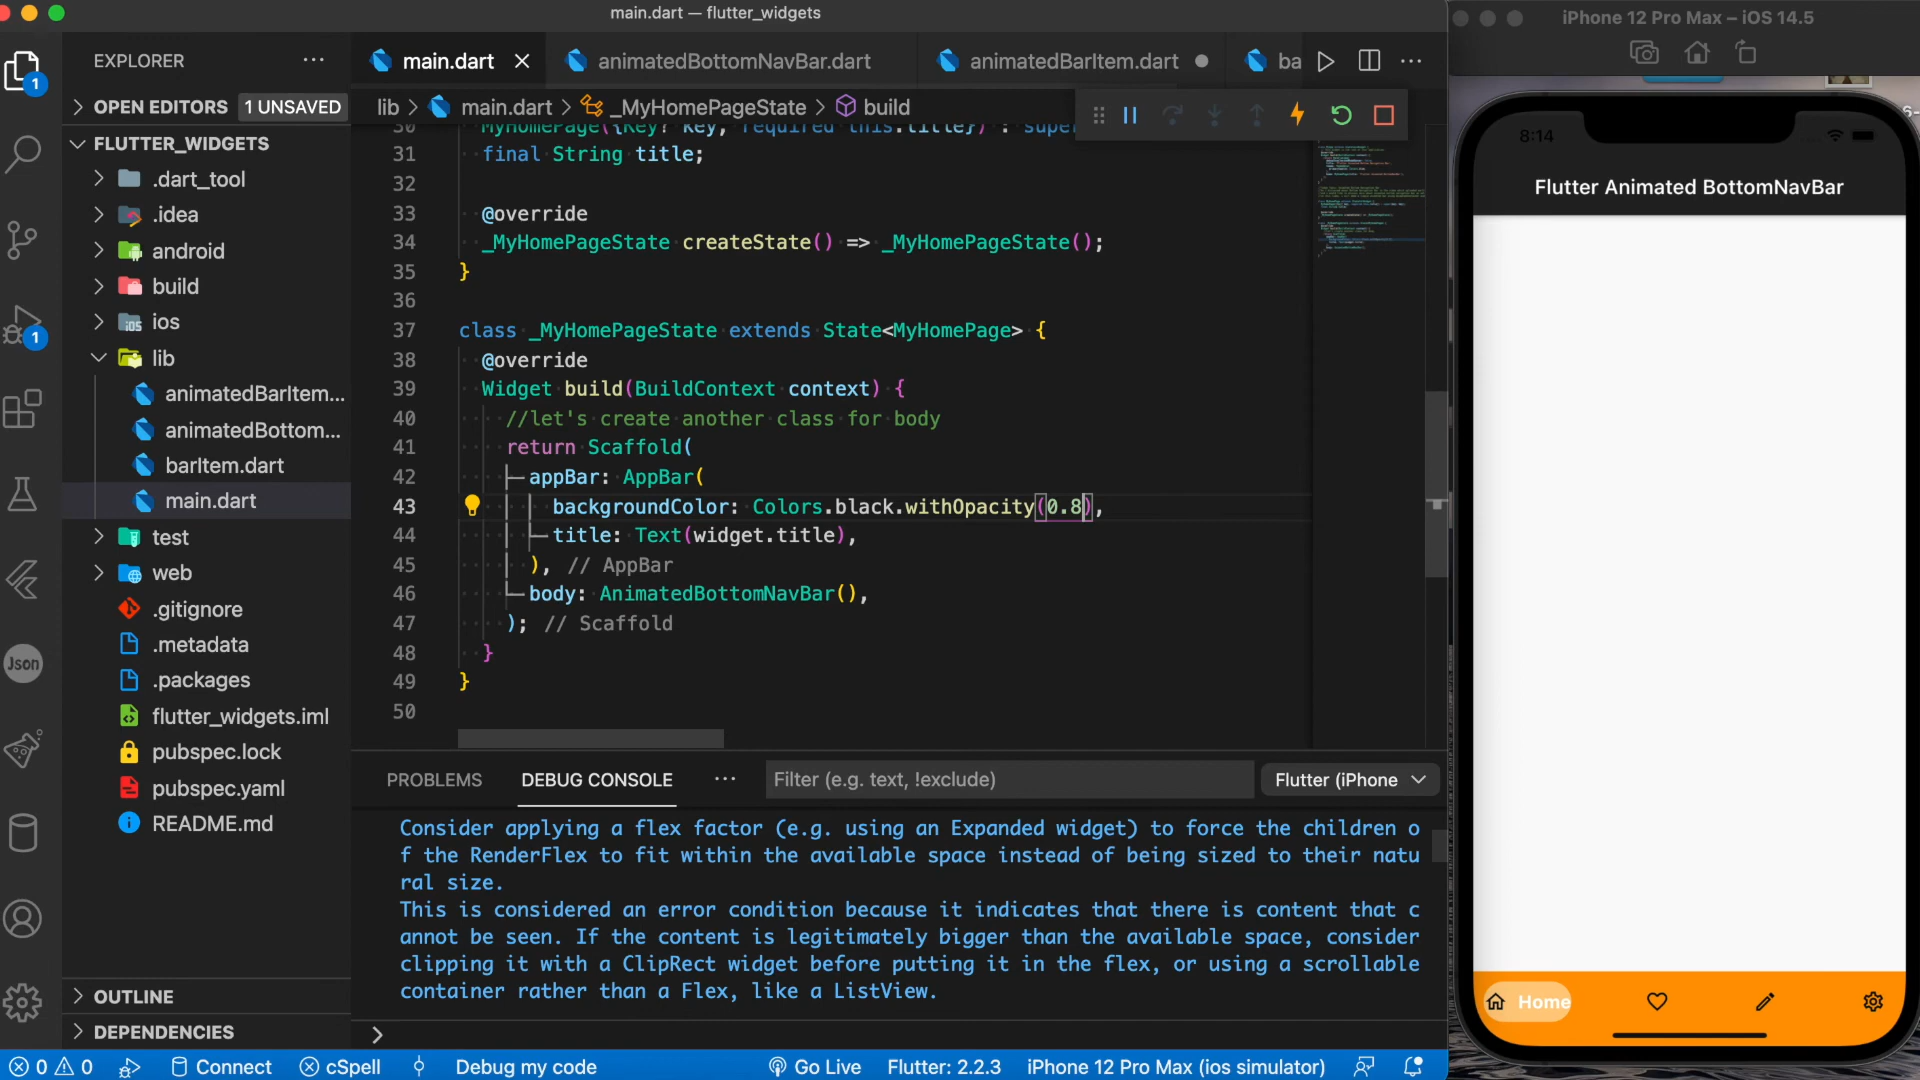 main.dart — flutter_widgets
iPhone 12 Pro Max – iOS 14.5
EXPLORER
main.dart
animatedBottomNavBar.dart
animatedBarItem.dart
ba
1
OPEN EDITORS
1 UNSAVED
lib > main.dart > _MyHomePageState > build
FLUTTER_WIDGETS
.dart_tool
.idea
android
build
ios
lib
animatedBarItem...
animatedBottom...
barItem.dart
main.dart
test
web
.gitignore
.metadata
.packages
flutter_widgets.iml
pubspec.lock
pubspec.yaml
README.md
OUTLINE
DEPENDENCIES
1
Json
30 MyHomePage({Key? key, required this.title}) : supe
31 final String title;
32
33 @override
34 _MyHomePageState createState() => _MyHomePageState();
35 }
36
37 class _MyHomePageState extends State<MyHomePage> {
38 @override
39 Widget build(BuildContext context) {
40 //let's create another class for body
41 return Scaffold(
42 appBar: AppBar(
43 backgroundColor: Colors.black.withOpacity(0.8),
44 title: Text(widget.title),
45 ), // AppBar
46 body: AnimatedBottomNavBar(),
47 ); // Scaffold
48 }
49 }
50
PROBLEMS
DEBUG CONSOLE
Filter (e.g. text, !exclude)
Flutter (iPhone
Consider applying a flex factor (e.g. using an Expanded widget) to force the children o
f the RenderFlex to fit within the available space instead of being sized to their natu
ral size.
This is considered an error condition because it indicates that there is content that c
annot be seen. If the content is legitimately bigger than the available space, consider
clipping it with a ClipRect widget before putting it in the flex, or using a scrollable
container rather than a Flex, like a ListView.
>
0 0
Connect
cSpell
Debug my code
Go Live
Flutter: 2.2.3
iPhone 12 Pro Max (ios simulator)
8:14
Flutter Animated BottomNavBar
Home